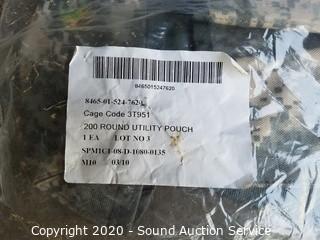 8465015247620
8465-01-524-7620
Cage Code 3T951
200 ROUND UTILITY POUCH
1 EA LOT NO 3
SPM1C1-08-D-1080-0135
M10 03/10
Copyright 2020 - Sound Auction Service